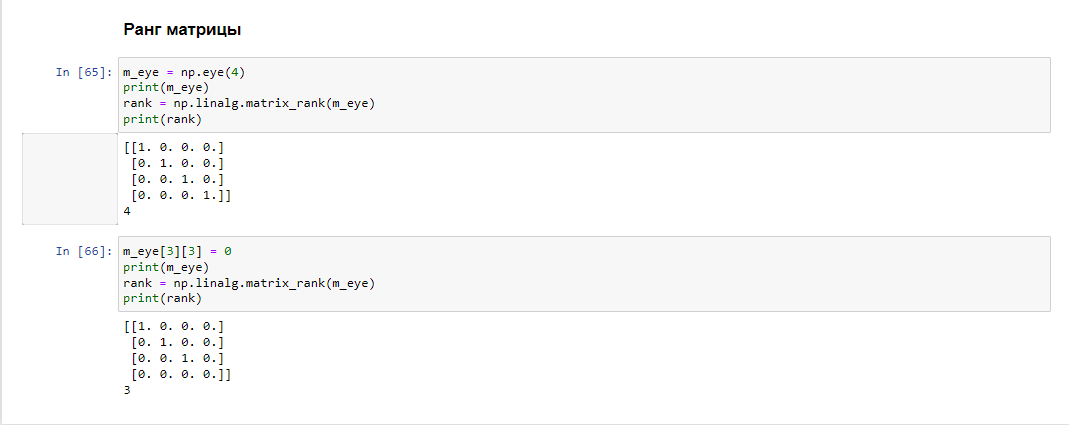 Ранг матрицы
In [65]: m_eye = np.eye(4)
print(m_eye)
rank = np.linalg.matrix_rank(m_eye)
print(rank)
[[1. 0. 0. 0.]
[0. 1. 0. 0.]
[0. 0. 1. 0.]
[0. 0. 0. 1.]]
4
In [66]: m_eye[3][3] = 0
print(m_eye)
rank = np.linalg.matrix_rank(m_eye)
print(rank)
[[1. 0. 0. 0.]
[0. 1. 0. 0.]
[0. 0. 1. 0.]
[0. 0. 0. 0.]]
3